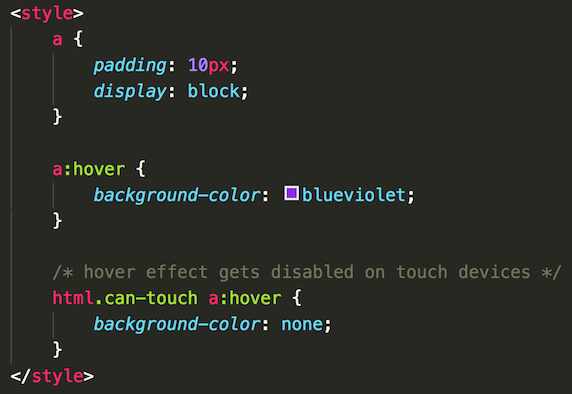 <style>
a {
padding: 10px;
display: block;
}
a:hover {
background-color: blueviolet;
}
/* hover effect gets disabled on touch devices */
html.can-touch a:hover {
background-color: none;
}
</style>